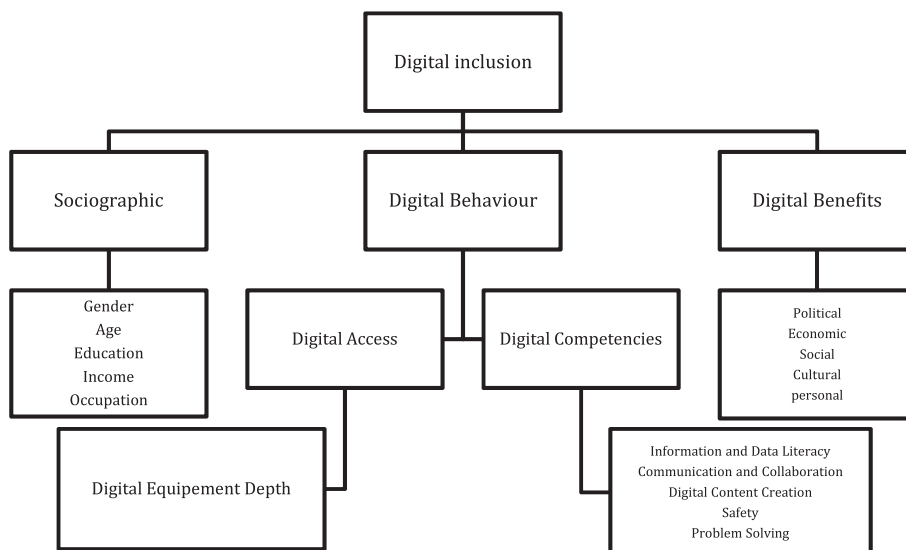 Digital inclusion
Sociographic
Digital Behaviour
Digital Benefits
Gender
Age
Education
Income
Occupation
Digital Access
Digital Competencies
Political
Economic
Social
Cultural
personal
Digital Equipement Depth
Information and Data Literacy
Communication and Collaboration
Digital Content Creation
Safety
Problem Solving